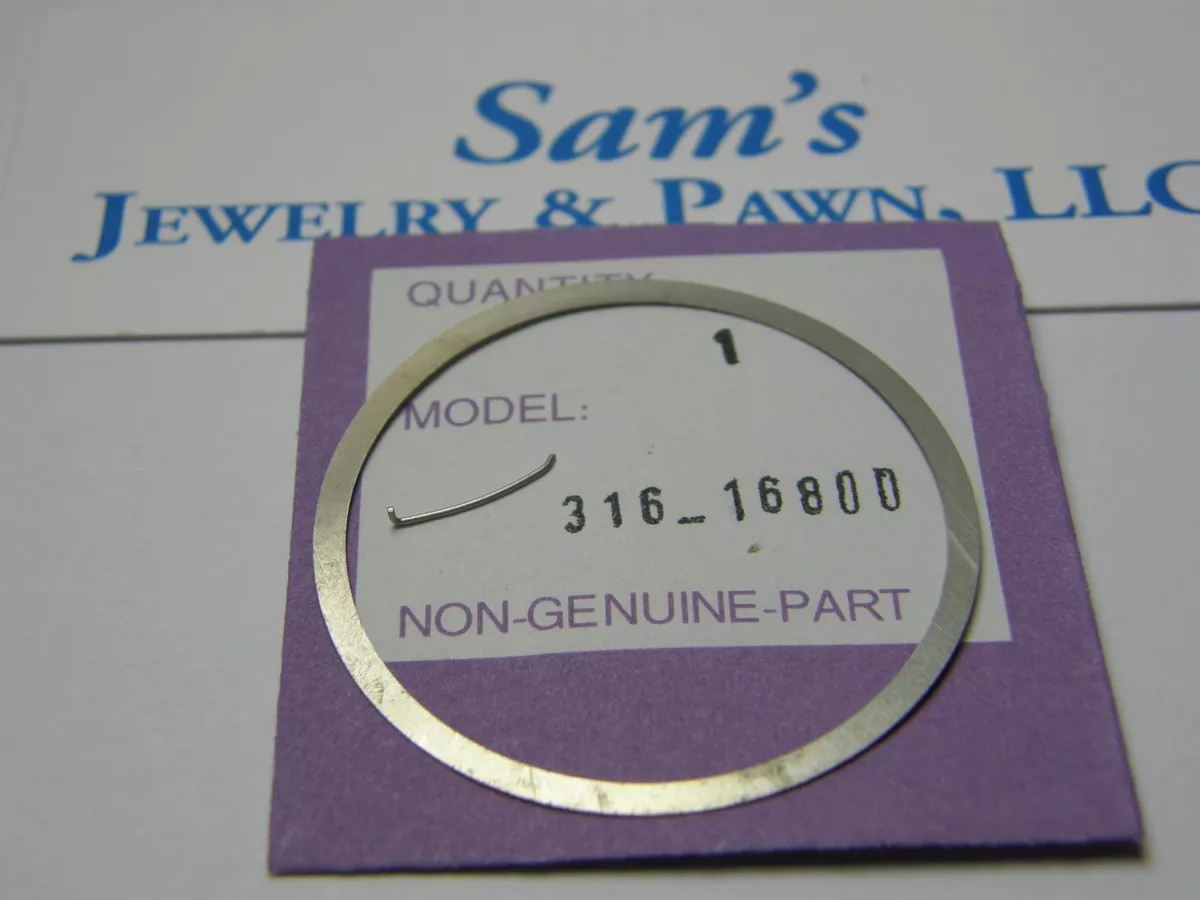 Sam's
JEWELRY & PAWN, LLC
QUANTITY
1
MODEL:
316-16800
NON-GENUINE-PART